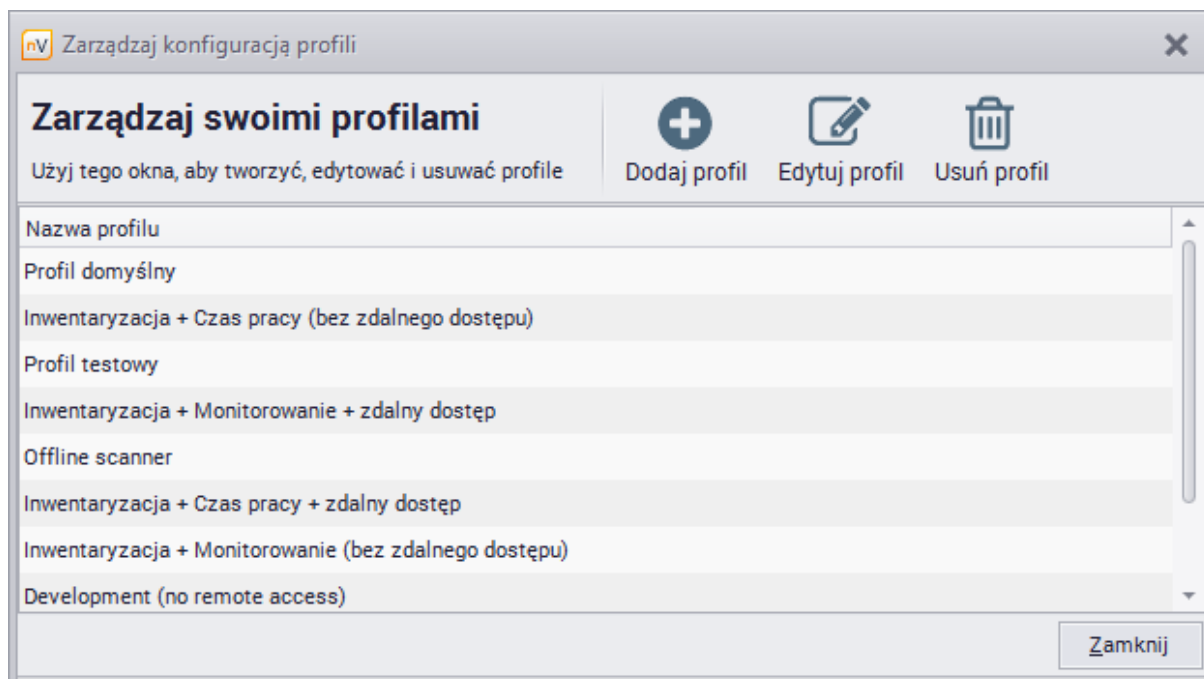 nV Zarządzaj konfiguracją profili
Zarządzaj swoimi profilami
Użyj tego okna, aby tworzyć, edytować i usuwać profile
Dodaj profil
Edytuj profil
Usuń profil
Nazwa profilu
Profil domyślny
Inwentaryzacja + Czas pracy (bez zdalnego dostępu)
Profil testowy
Inwentaryzacja + Monitorowanie + zdalny dostęp
Offline scanner
Inwentaryzacja + Czas pracy + zdalny dostęp
Inwentaryzacja + Monitorowanie (bez zdalnego dostępu)
Development (no remote access)
Zamknij